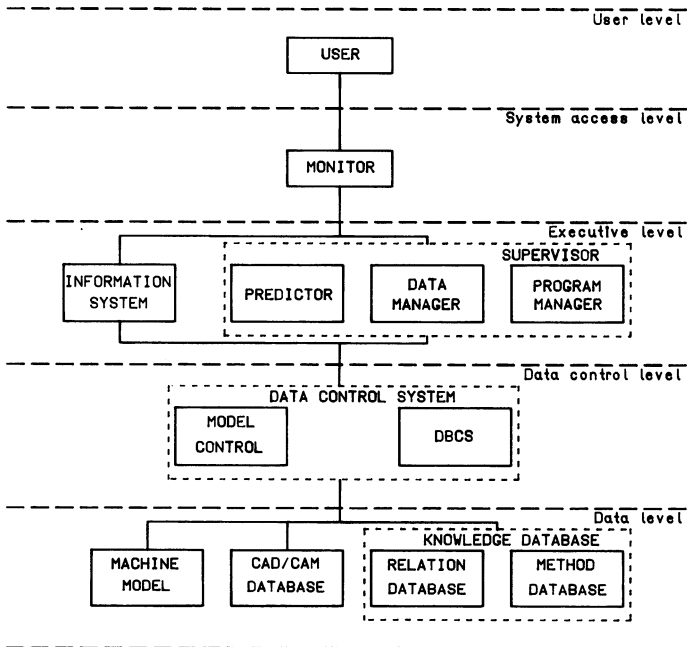 User level
USER
System access level
MONITOR
Executive level
SUPERVISOR
INFORMATION
SYSTEM
PREDICTOR
DATA
MANAGER
PROGRAM
MANAGER
Data control level
DATA CONTROL SYSTEM
MODEL
CONTROL
DBCS
Data level
KNOWLEDGE DATABASE
MACHINE
MODEL
CAD/CAM
DATABASE
RELATION
DATABASE
METHOD
DATABASE